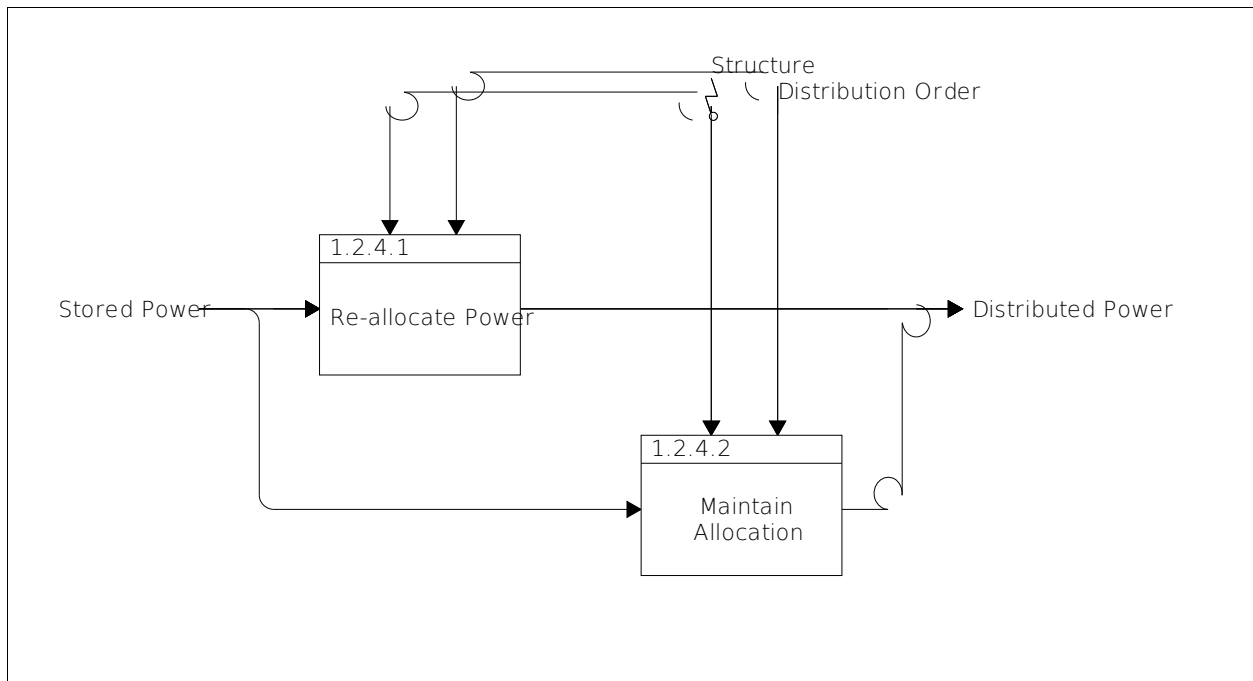 Structure
Distribution Order
1.2.4.1
Stored Power
Re-allocate Power
Distributed Power
1.2.4.2
Maintain
Allocation